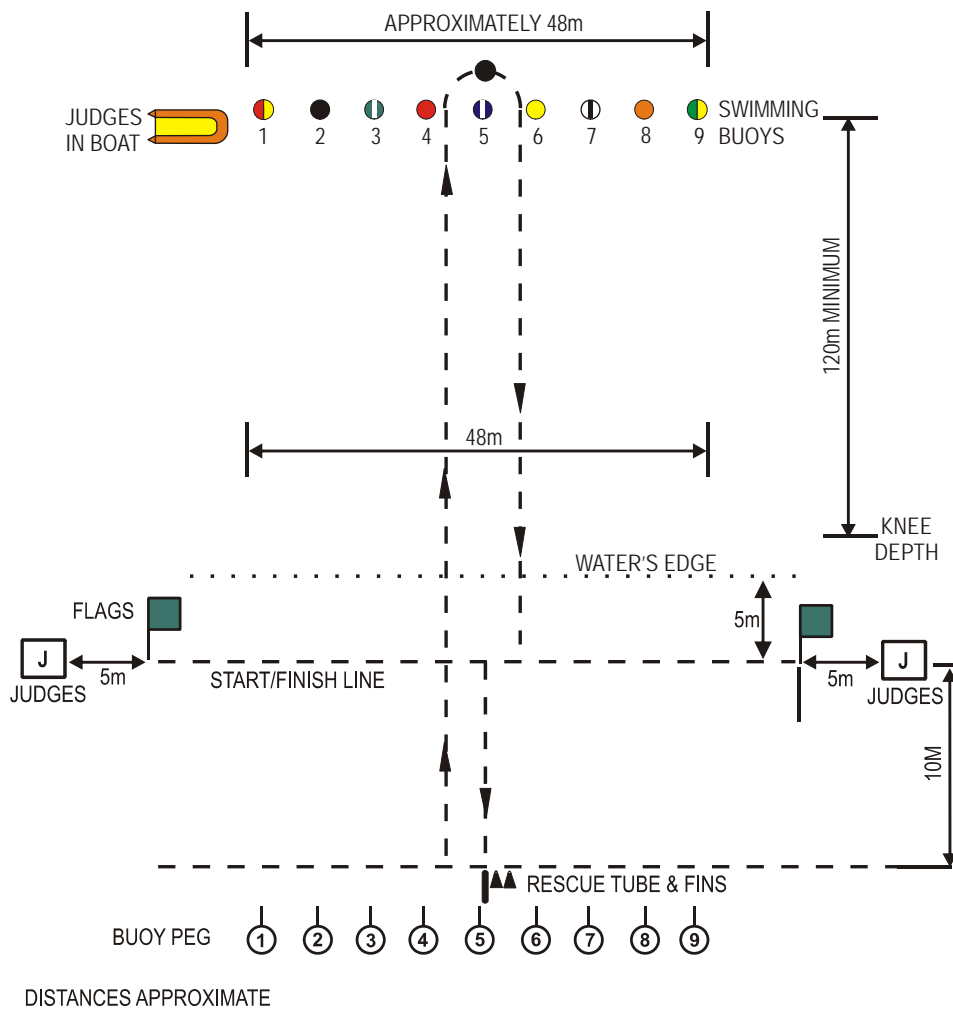 APPROXIMATELY 48m
JUDGES
IN BOAT
1 2 3 4 5 6 7 8 9
SWIMMING
BUOYS
120m MINIMUM
48m
KNEE
DEPTH
WATER'S EDGE
FLAGS
5m
J
J
5m
5m
JUDGES
START/FINISH LINE
JUDGES
10M
RESCUE TUBE & FINS
BUOY PEG
1 2 3 4 5 6 7 8 9
DISTANCES APPROXIMATE